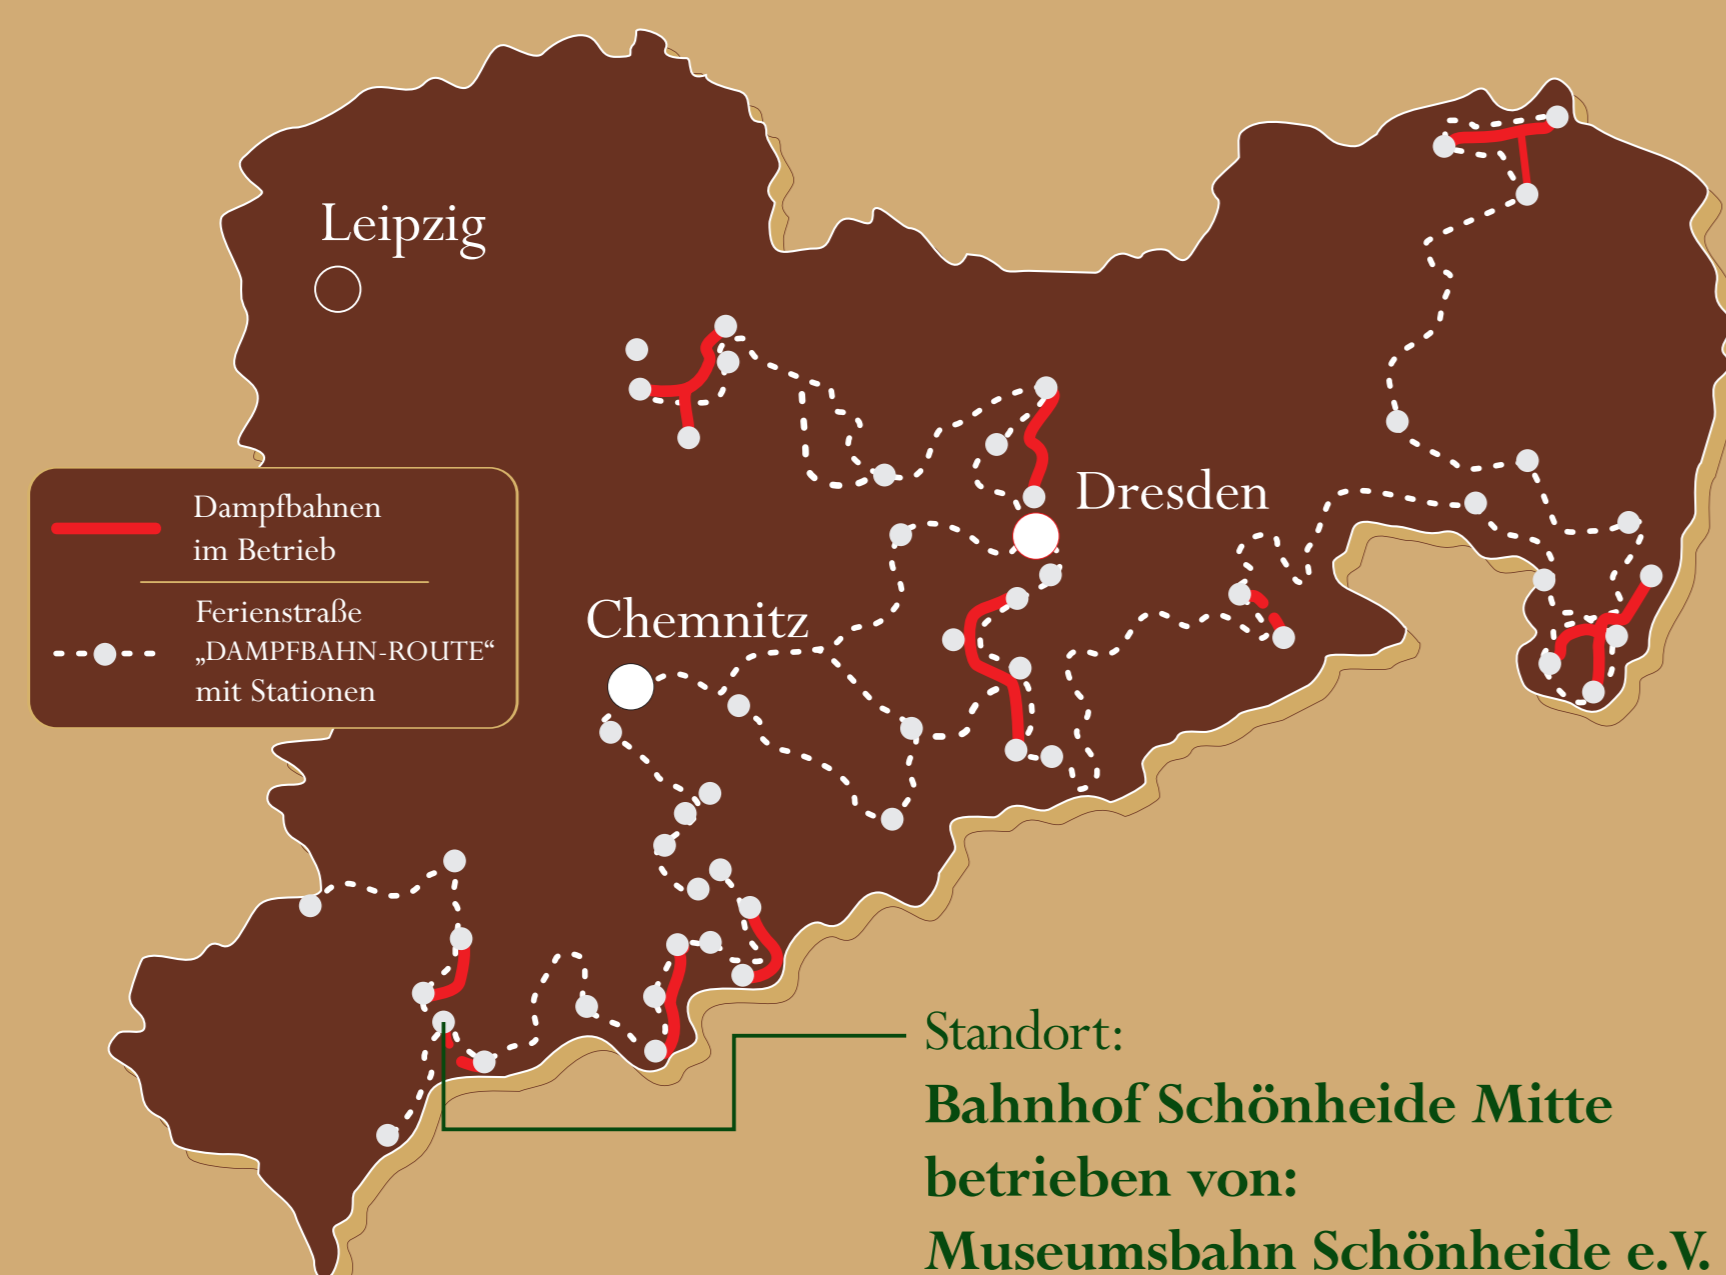 Leipzig
Dresden
Chemnitz
Dampfbahnen
im Betrieb
Ferienstraße
„DAMPFBAHN-ROUTE“
mit Stationen
Standort:
Bahnhof Schönheide Mitte
betrieben von:
Museumsbahn Schönheide e.V.